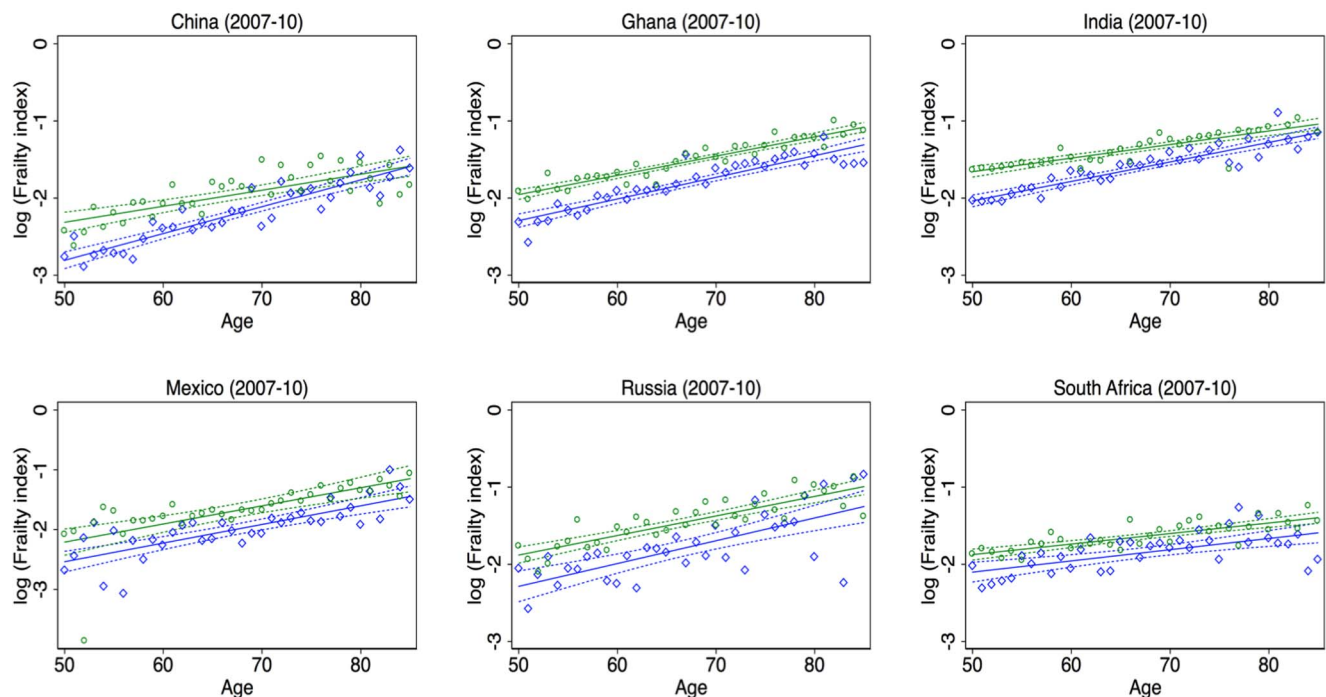 China (2007-10)
Ghana (2007-10)
India (2007-10)
log (Frailty index)
0
-1
-2
-3
50 60 70 80
Age
log (Frailty index)
0
-1
-2
-3
50 60 70 80
Age
log (Frailty index)
0
-1
-2
-3
50 60 70 80
Age
Mexico (2007-10)
Russia (2007-10)
South Africa (2007-10)
log (Frailty index)
0
-1
-2
-3
50 60 70 80
Age
log (Frailty index)
0
-1
-2
-3
50 60 70 80
Age
log (Frailty index)
0
-1
-2
-3
50 60 70 80
Age